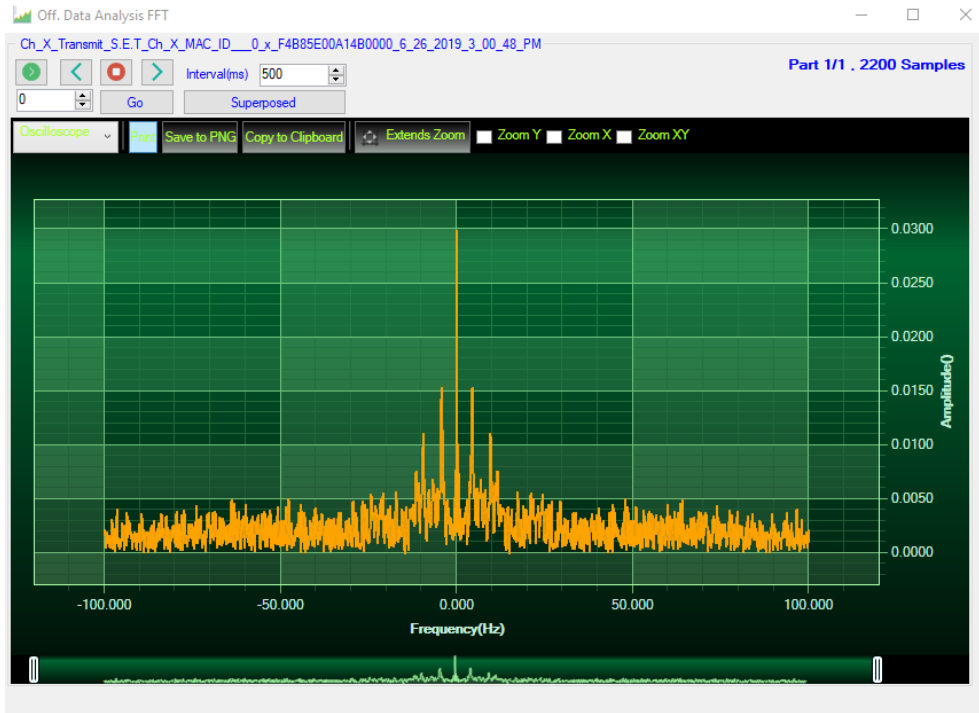 Off. Data Analysis FFT
Ch_X_Transmit_S.E.T_Ch_X_MAC_ID___0_x_F4B85E00A14B0000_6_26_2019_3_00_48_PM
Interval(ms) 500
Part 1/1 , 2200 Samples
0 Go Superposed
Oscilloscope Print Save to PNG Copy to Clipboard Extends Zoom Zoom Y Zoom X Zoom XY
0.0300
0.0250
0.0200
0.0150
0.0100
0.0050
0.0000
Amplitude()
-100.000 -50.000 0.000 50.000 100.000
Frequency(Hz)